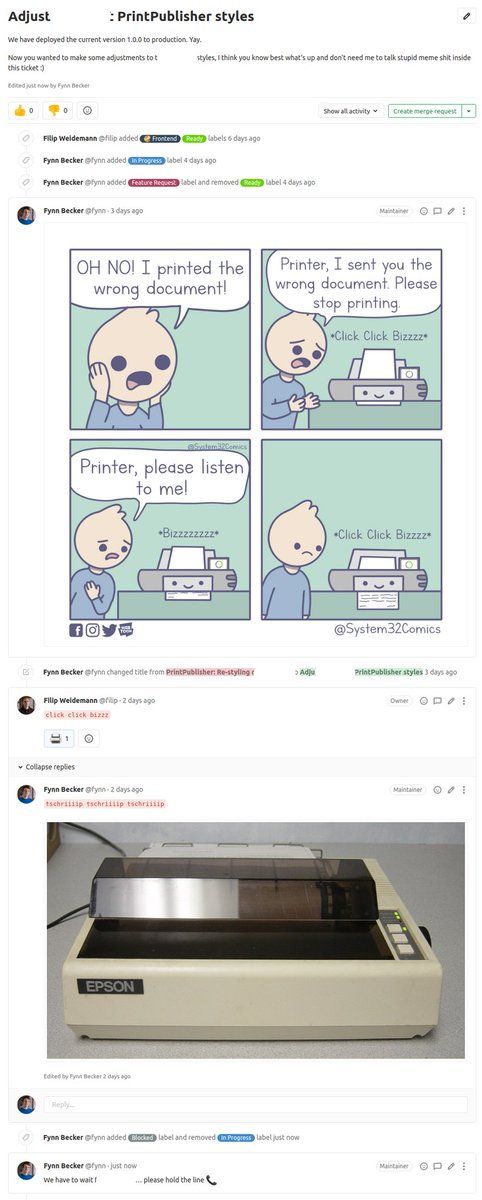 Adjust PrintPublisher styles
We have deployed the current version 1.0.0 to production. Yay.
Now you wanted to make some adjustments to t styles, I think you know best what's up and don't need me to talk stupid meme shit inside
this ticket :)
Edited just now by Fynn Becker
0 0 Show all activity Create merge request
Filip Weidemann @filip added Frontend Ready labels 6 days ago
Fynn Becker @fynn added In Progress label 4 days ago
Fynn Becker @fynn added Feature Request label and removed Ready label 4 days ago
Fynn Becker @fynn · 3 days ago Maintainer
OH NO! I printed the
wrong document!
Printer, I sent you the
wrong document. Please
stop printing.
*Click Click Bizzzz*
@System32Comics
Printer, please listen
to me!
*Bizzzzzzzz*
*Click Click Bizzzz*
WEB
TOON
@System32Comics
Fynn Becker @fynn changed title from PrintPublisher: Re-styling Adju PrintPublisher styles 3 days ago
Filip Weidemann @filip · 2 days ago Owner
click click bizzz
1
Collapse replies
Fynn Becker @fynn · 2 days ago Maintainer
tschriiiip tschriiiip tschriiiip
EPSON
Edited by Fynn Becker 2 days ago
Reply...
Fynn Becker @fynn added Blocked label and removed In Progress label just now
Fynn Becker @fynn · just now Maintainer
We have to wait ... please hold the line